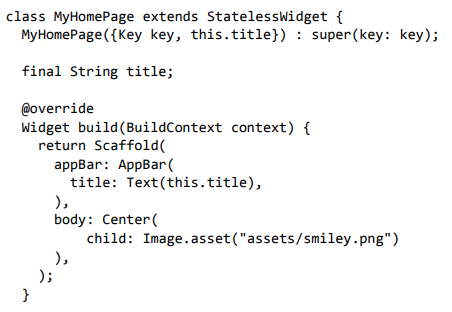 class MyHomePage extends StatelessWidget {
  MyHomePage({Key key, this.title}) : super(key: key);

  final String title;

  @override
  Widget build(BuildContext context) {
    return Scaffold(
      appBar: AppBar(
        title: Text(this.title),
      ),
      body: Center(
          child: Image.asset("assets/smiley.png")
      ),
    );
  }